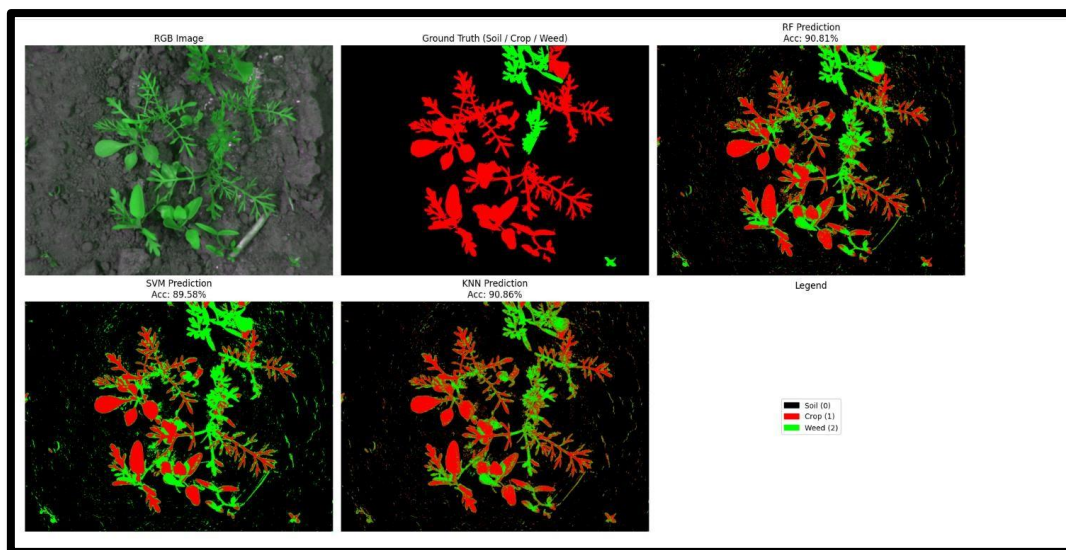 RGB Image
Ground Truth (Soil / Crop / Weed)
RF Prediction
Acc: 90.81%
SVM Prediction
Acc: 89.58%
KNN Prediction
Acc: 90.86%
Legend
Soil (0)
Crop (1)
Weed (2)